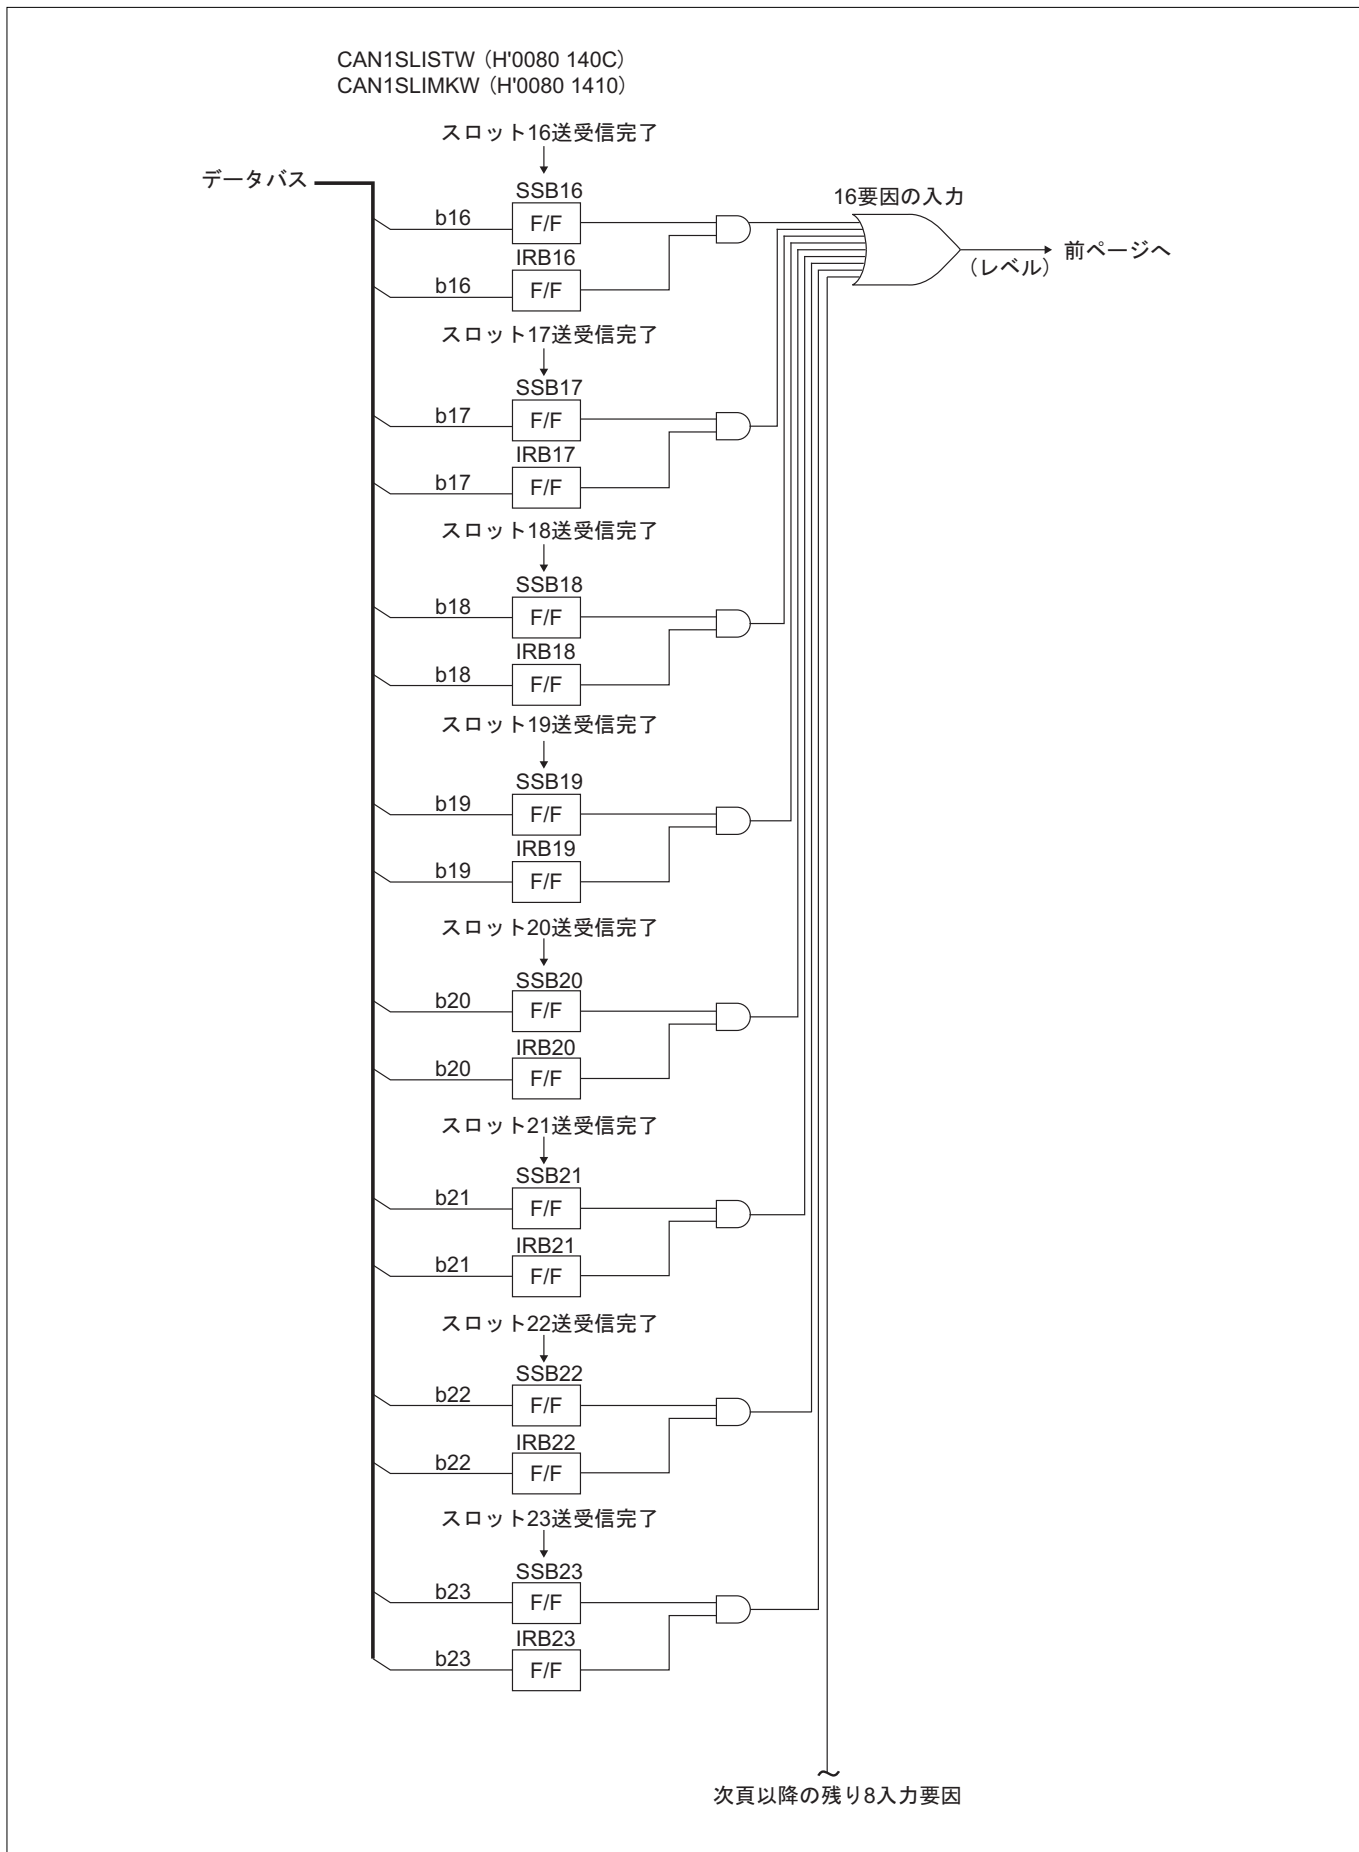 CAN1SLISTW（H'0080 140C）
CAN1SLIMKW（H'0080 1410）
スロット16送受信完了
データバス
SSB16
16要因の入力
b16
F/F
前ページへ
（レベル）
IRB16
b16
F/F
スロット17送受信完了
SSB17
b17
F/F
IRB17
b17
F/F
スロット18送受信完了
SSB18
b18
F/F
IRB18
b18
F/F
スロット19送受信完了
SSB19
b19
F/F
IRB19
b19
F/F
スロット20送受信完了
SSB20
b20
F/F
IRB20
b20
F/F
スロット21送受信完了
SSB21
b21
F/F
IRB21
b21
F/F
スロット22送受信完了
SSB22
b22
F/F
IRB22
b22
F/F
スロット23送受信完了
SSB23
b23
F/F
IRB23
b23
F/F
次頁以降の残り8入力要因